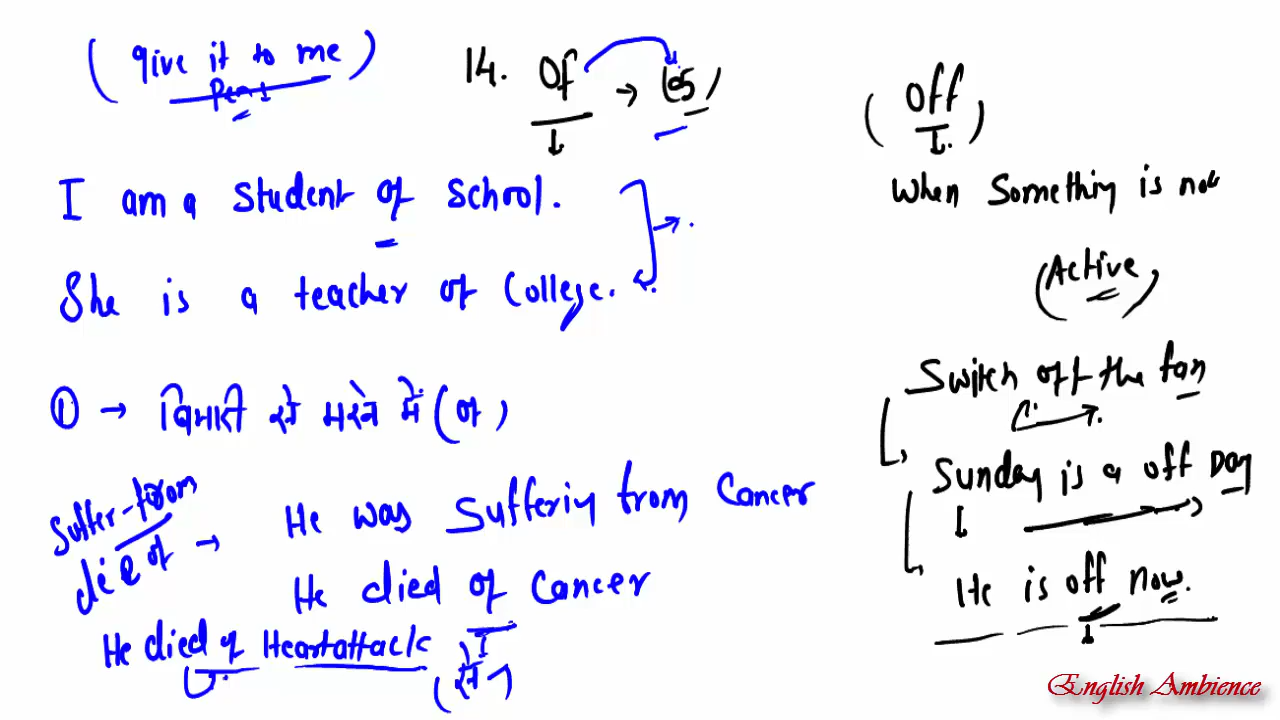 (give it to me)
14. Of →
I am a student of school.
She is a teacher of College.
① → बिमारी से मरने में (of)
Suffer-from
die of → He was Suffering from Cancer
He died of Cancer
He died of Heartattack
(से)
(Off)
When Something is not
(Active)
Switch off the fan
Sunday is a off Day
He is off now.
English Ambience